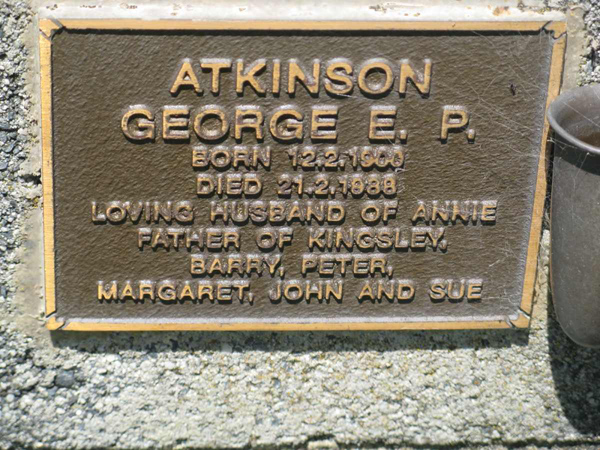 ATKINSON
GEORGE E. P.
BORN 12.2.1900
DIED 21.2.1988
LOVING HUSBAND OF ANNIE
FATHER OF KINGSLEY,
BARRY, PETER,
MARGARET, JOHN AND SUE